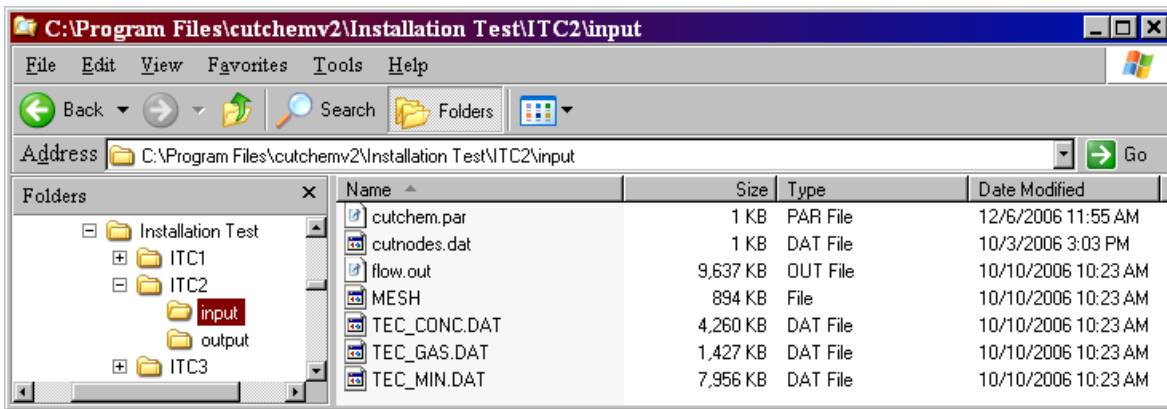 C:\Program Files\cutchemv2\Installation Test\ITC2\input
File Edit View Favorites Tools Help
Back Search Folders
Address C:\Program Files\cutchemv2\Installation Test\ITC2\input Go
Folders Name Size Type Date Modified
Installation Test cutchem.par 1 KB PAR File 12/6/2006 11:55 AM
cutnodes.dat 1 KB DAT File 10/3/2006 3:03 PM
ITC1 flow.out 9,637 KB OUT File 10/10/2006 10:23 AM
ITC2 MESH 894 KB File 10/10/2006 10:23 AM
input TEC_CONC.DAT 4,260 KB DAT File 10/10/2006 10:23 AM
output TEC_GAS.DAT 1,427 KB DAT File 10/10/2006 10:23 AM
ITC3 TEC_MIN.DAT 7,956 KB DAT File 10/10/2006 10:23 AM